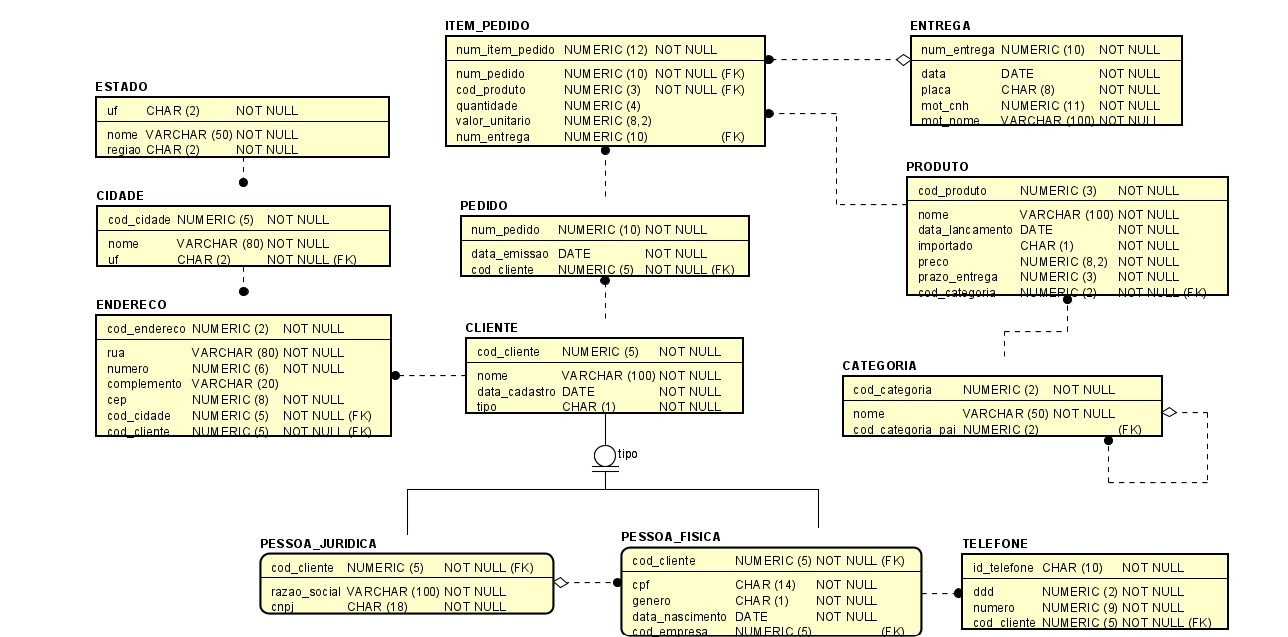 ESTADO
uf CHAR (2) NOT NULL
nome VARCHAR (50) NOT NULL
regiao CHAR (2) NOT NULL
CIDADE
cod_cidade NUMERIC (5) NOT NULL
nome VARCHAR (80) NOT NULL
uf CHAR (2) NOT NULL (FK)
ENDERECO
cod_endereco NUMERIC (2) NOT NULL
rua VARCHAR (80) NOT NULL
numero NUMERIC (6) NOT NULL
complemento VARCHAR (20)
cep NUMERIC (8) NOT NULL
cod_cidade NUMERIC (5) NOT NULL (FK)
cod_cliente NUMERIC (5) NOT NULL (FK)
ITEM_PEDIDO
num_item_pedido NUMERIC (12) NOT NULL
num_pedido NUMERIC (10) NOT NULL (FK)
cod_produto NUMERIC (3) NOT NULL (FK)
quantidade NUMERIC (4)
valor_unitario NUMERIC (8,2)
num_entrega NUMERIC (10) (FK)
PEDIDO
num_pedido NUMERIC (10) NOT NULL
data_emissao DATE NOT NULL
cod_cliente NUMERIC (5) NOT NULL (FK)
CLIENTE
cod_cliente NUMERIC (5) NOT NULL
nome VARCHAR (100) NOT NULL
data_cadastro DATE NOT NULL
tipo CHAR (1) NOT NULL
tipo
ENTREGA
num_entrega NUMERIC (10) NOT NULL
data DATE NOT NULL
placa CHAR (8) NOT NULL
mot_cnh NUMERIC (11) NOT NULL
mot_nome VARCHAR (100) NOT NULL
PRODUTO
cod_produto NUMERIC (3) NOT NULL
nome VARCHAR (100) NOT NULL
data_lancamento DATE NOT NULL
importado CHAR (1) NOT NULL
preco NUMERIC (8,2) NOT NULL
prazo_entrega NUMERIC (3) NOT NULL
cod_categoria NUMERIC (2) NOT NULL (FK)
CATEGORIA
cod_categoria NUMERIC (2) NOT NULL
nome VARCHAR (50) NOT NULL
cod_categoria_pai NUMERIC (2) (FK)
PESSOA_JURIDICA
cod_cliente NUMERIC (5) NOT NULL (FK)
razao_social VARCHAR (100) NOT NULL
cnpj CHAR (18) NOT NULL
PESSOA_FISICA
cod_cliente NUMERIC (5) NOT NULL (FK)
cpf CHAR (14) NOT NULL
genero CHAR (1) NOT NULL
data_nascimento DATE NOT NULL
cod_empresa NUMERIC (5) (FK)
TELEFONE
id_telefone CHAR (10) NOT NULL
ddd NUMERIC (2) NOT NULL
numero NUMERIC (9) NOT NULL
cod_cliente NUMERIC (5) NOT NULL (FK)